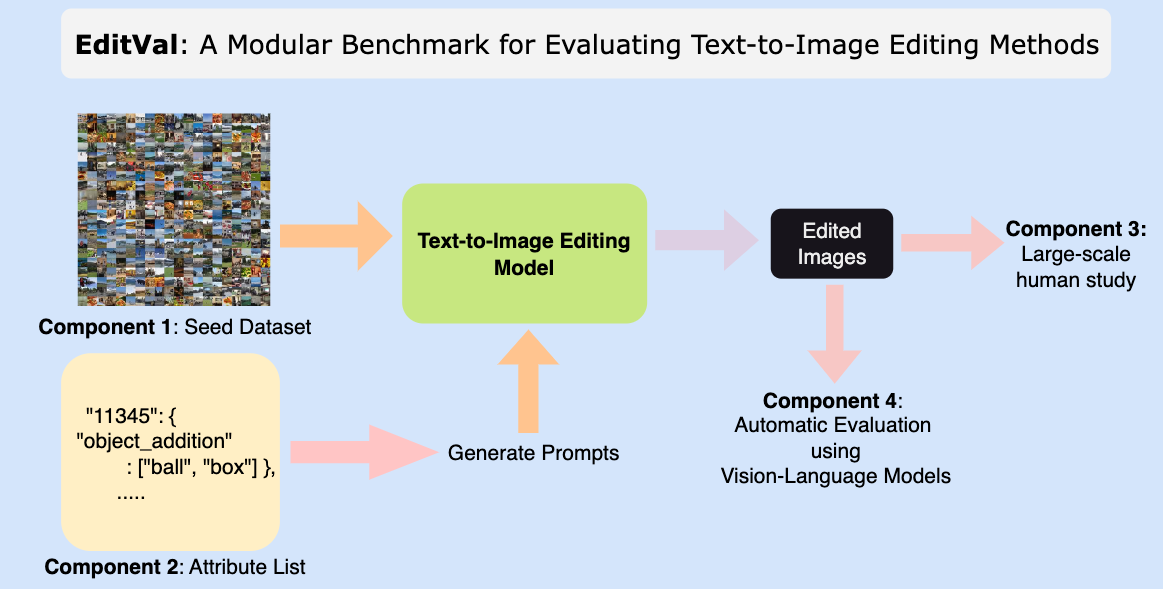 EditVal: A Modular Benchmark for Evaluating Text-to-Image Editing Methods
Component 1: Seed Dataset
"11345": {
"object_addition"
: ["ball", "box"] },
.....
Component 2: Attribute List
Generate Prompts
Text-to-Image Editing
Model
Edited
Images
Component 3:
Large-scale
human study
Component 4:
Automatic Evaluation
using
Vision-Language Models